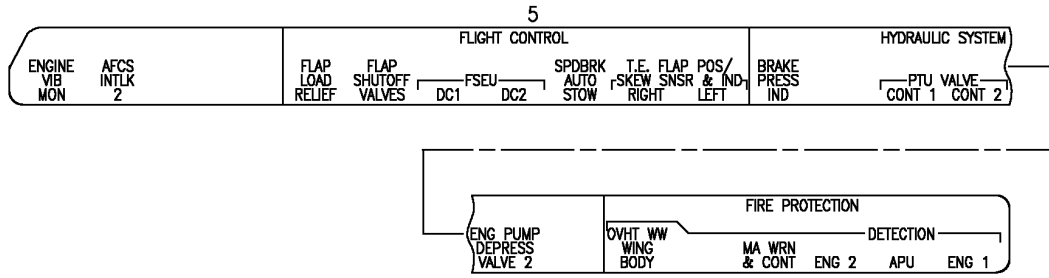 5
FLIGHT CONTROL
HYDRAULIC SYSTEM
ENGINE
VIB
MON
AFCS
INTLK
2
FLAP
LOAD
RELIEF
FLAP
SHUTOFF
VALVES
FSEU
DC1 DC2
SPDBRK
AUTO
STOW
T.E. FLAP POS/
SKEW SNSR & IND
RIGHT LEFT
BRAKE
PRESS
IND
PTU VALVE
CONT 1 CONT 2
FIRE PROTECTION
ENG PUMP
DEPRESS
VALVE 2
OVHT WW
WING
BODY
DETECTION
MA WRN
& CONT
ENG 2 APU ENG 1